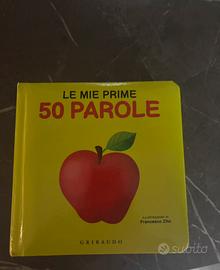 LE MIE PRIME
50 PAROLE
ILLUSTRAZIONI DI
Francesco Zito
GRIBAUDO
subito